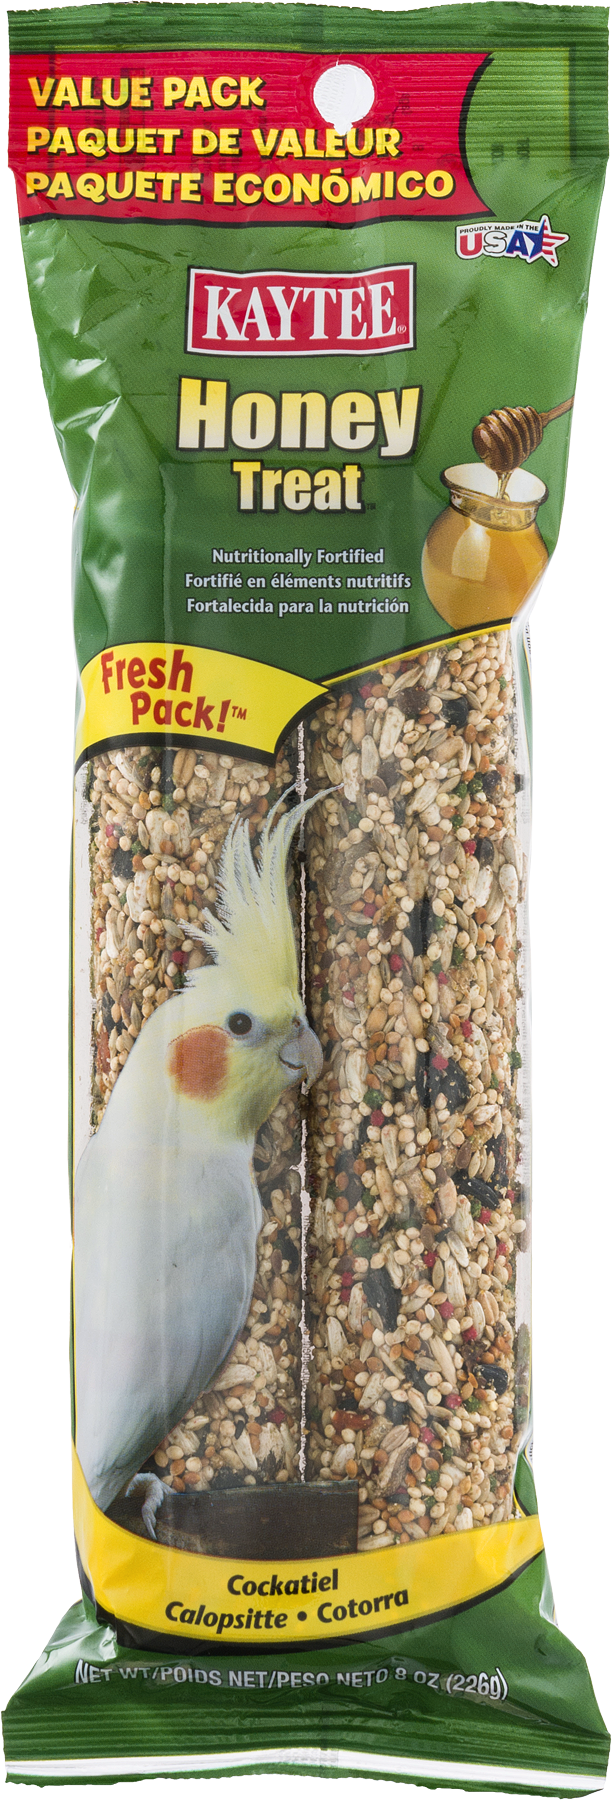 VALUE PACK
PAQUET DE VALEUR
PAQUETE ECONÓMICO
PROUDLY MADE IN THE
USA
KAYTEE®
Honey
Treat™
Nutritionally Fortified
Fortifié en éléments nutritifs
Fortalecida para la nutrición
Fresh
Pack!™
Cockatiel
Calopsitte • Cotorra
NET WT/POIDS NET/PESO NETO 8 OZ (226g)